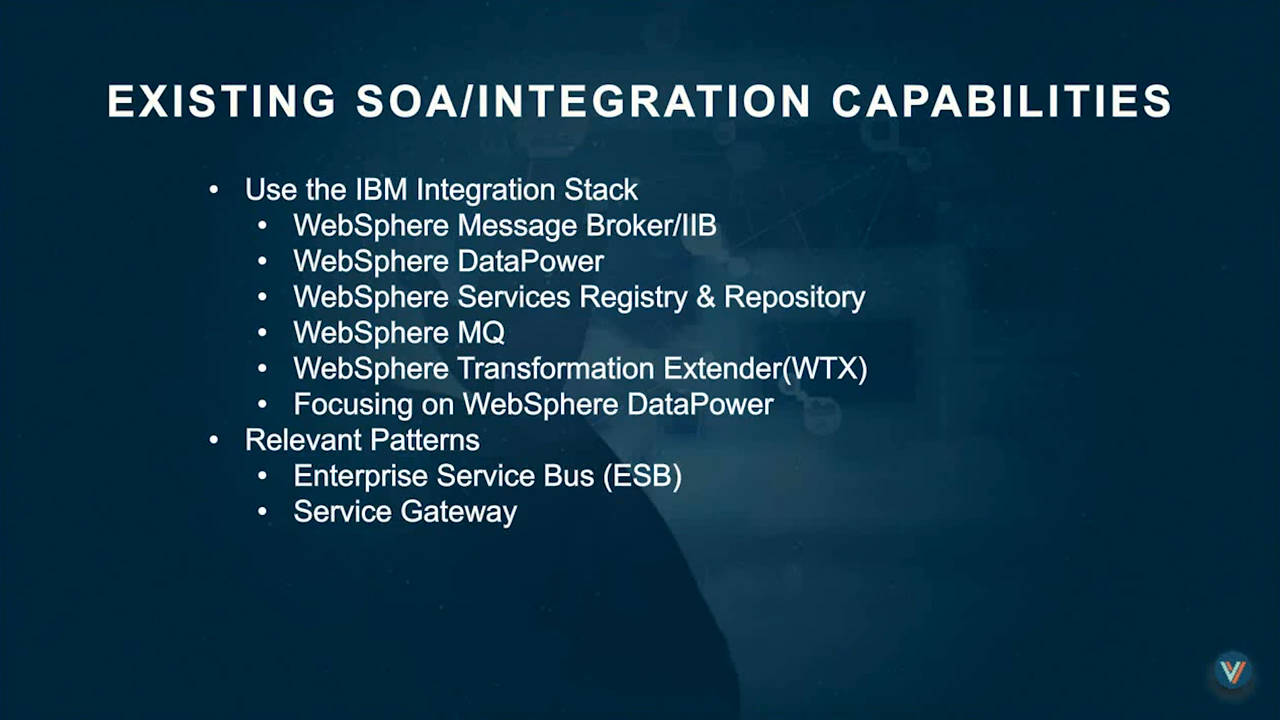 EXISTING SOA/INTEGRATION CAPABILITIES
• Use the IBM Integration Stack
• WebSphere Message Broker/IIB
• WebSphere DataPower
• WebSphere Services Registry & Repository
• WebSphere MQ
• WebSphere Transformation Extender(WTX)
• Focusing on WebSphere DataPower
• Relevant Patterns
• Enterprise Service Bus (ESB)
• Service Gateway